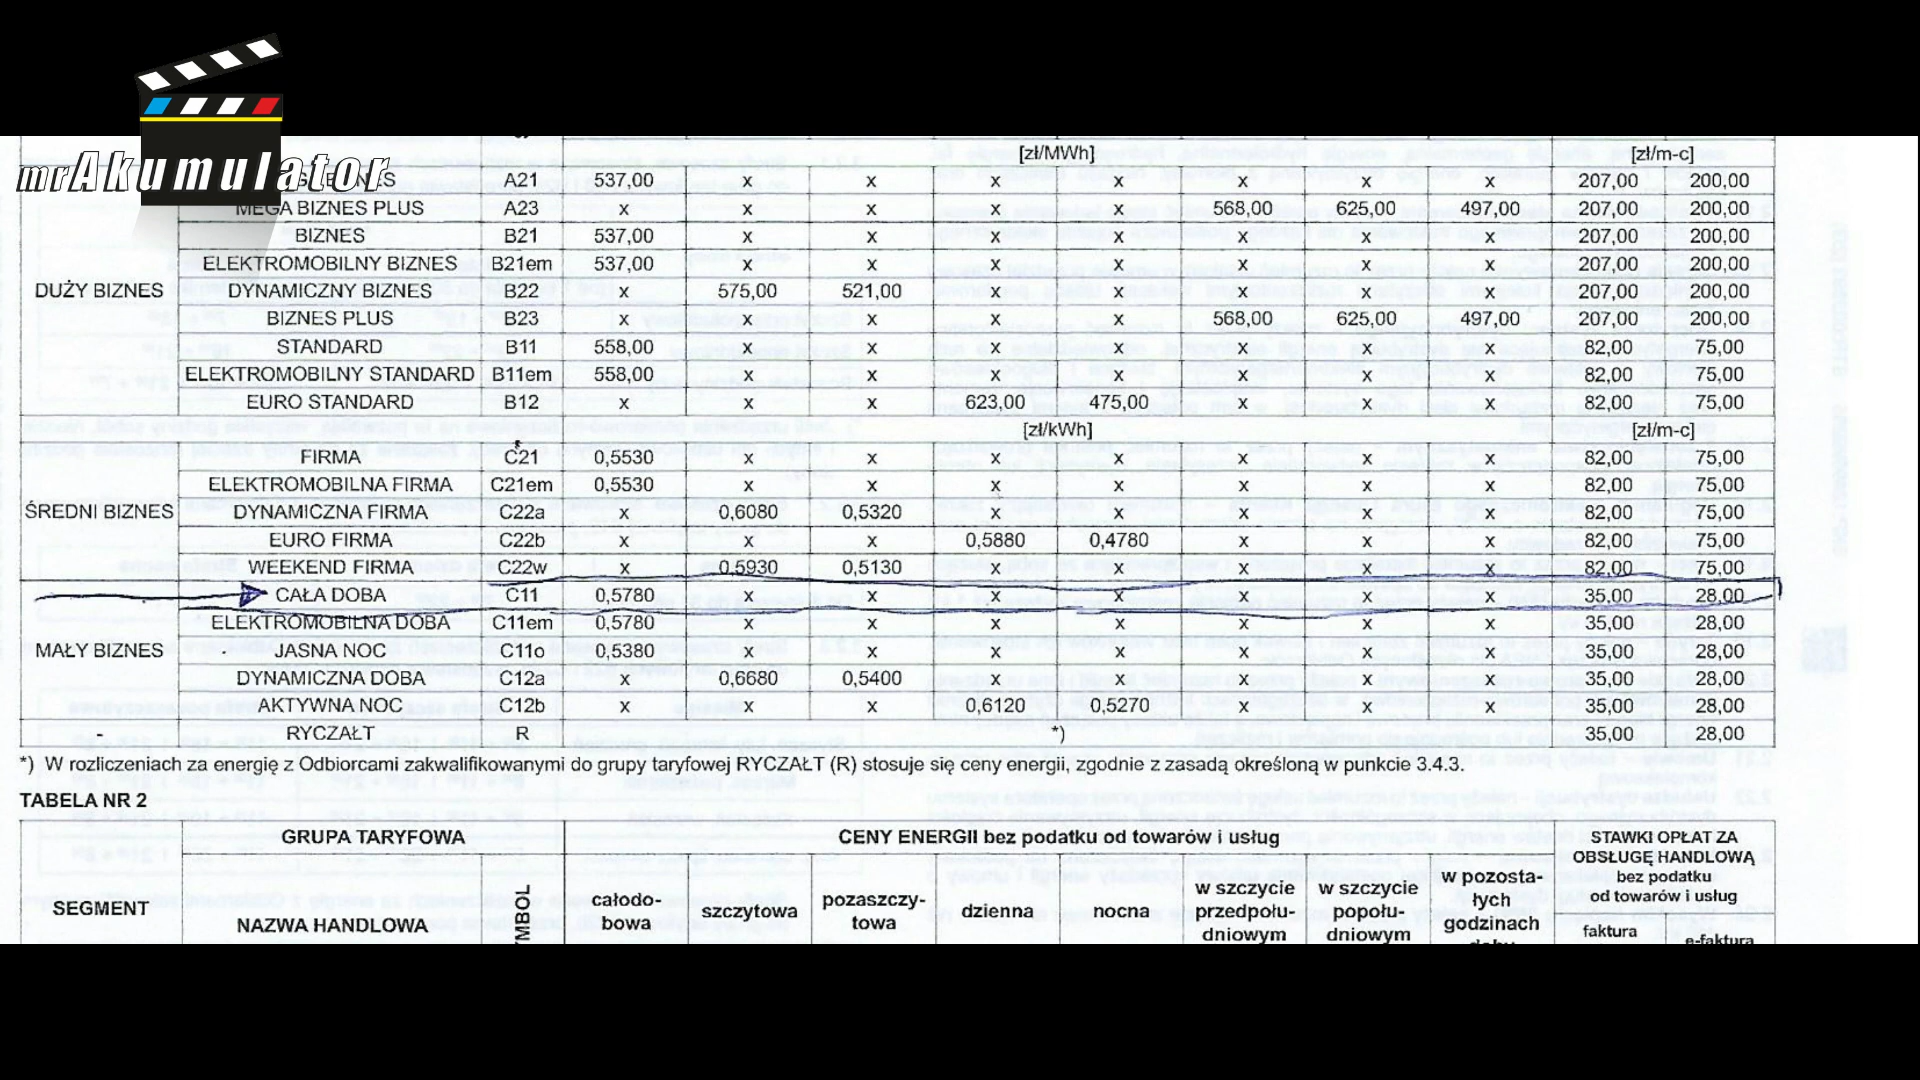 mrAkumulator
[zł/MWh] [zł/m-c]
A21 537,00 x x x x x x x 207,00 200,00
MEGA BIZNES PLUS A23 x x x x x 568,00 625,00 497,00 207,00 200,00
BIZNES B21 537,00 x x x x x x x 207,00 200,00
ELEKTROMOBILNY BIZNES B21em 537,00 x x x x x x x 207,00 200,00
DUŻY BIZNES DYNAMICZNY BIZNES B22 x 575,00 521,00 x x x x x 207,00 200,00
BIZNES PLUS B23 x x x x x 568,00 625,00 497,00 207,00 200,00
STANDARD B11 558,00 x x x x x x x 82,00 75,00
ELEKTROMOBILNY STANDARD B11em 558,00 x x x x x x x 82,00 75,00
EURO STANDARD B12 x x x 623,00 475,00 x x x 82,00 75,00
[zł/kWh] [zł/m-c]
FIRMA C21 0,5530 x x x x x x x 82,00 75,00
ELEKTROMOBILNA FIRMA C21em 0,5530 x x x x x x x 82,00 75,00
ŚREDNI BIZNES DYNAMICZNA FIRMA C22a x 0,6080 0,5320 x x x x x 82,00 75,00
EURO FIRMA C22b x x x 0,5880 0,4780 x x x 82,00 75,00
WEEKEND FIRMA C22w x 0,5930 0,5130 x x x x x 82,00 75,00
CAŁA DOBA C11 0,5780 x x x x x x x 35,00 28,00
ELEKTROMOBILNA DOBA C11em 0,5780 x x x x x x x 35,00 28,00
MAŁY BIZNES JASNA NOC C11o 0,5380 x x x x x x x 35,00 28,00
DYNAMICZNA DOBA C12a x 0,6680 0,5400 x x x x x 35,00 28,00
AKTYWNA NOC C12b x x x 0,6120 0,5270 x x x 35,00 28,00
- RYCZAŁT R *) 35,00 28,00
*) W rozliczeniach za energię z Odbiorcami zakwalifikowanymi do grupy taryfowej RYCZAŁT (R) stosuje się ceny energii, zgodnie z zasadą określoną w punkcie 3.4.3.
TABELA NR 2
GRUPA TARYFOWA CENY ENERGII bez podatku od towarów i usług STAWKI OPŁAT ZA
OBSŁUGĘ HANDLOWĄ
bez podatku
od towarów i usług
SEGMENT NAZWA HANDLOWA
całodo-
bowa
szczytowa
pozaszczy-
towa
dzienna
nocna
w szczycie
przedpołu-
dniowym
w szczycie
popołu-
dniowym
w pozosta-
łych
godzinach
doby
faktura
e-faktura